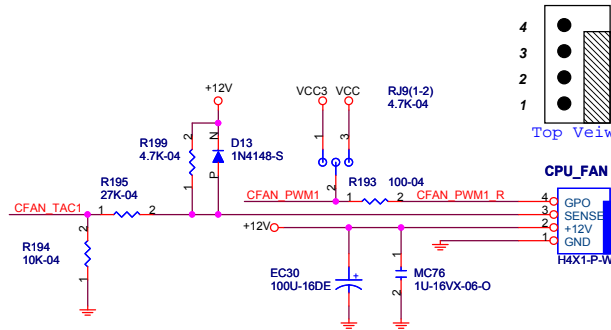 4
3
2
1
Top Veiw
+12V
VCC3
VCC
RJ9(1-2)
4.7K-04
1
3
2
R199
4.7K-04
2
1
D13
1N4148-S
N
P
CPU_FAN
R195
27K-04
CFAN_TAC1
1
2
CFAN_PWM1
R193
100-04
1
2
CFAN_PWM1_R
4
3
2
1
GPO
SENSE
+12V
GND
H4X1-P-W
+12V
R194
10K-04
2
1
EC30
100U-16DE
+
MC76
1U-16VX-06-O
1
2